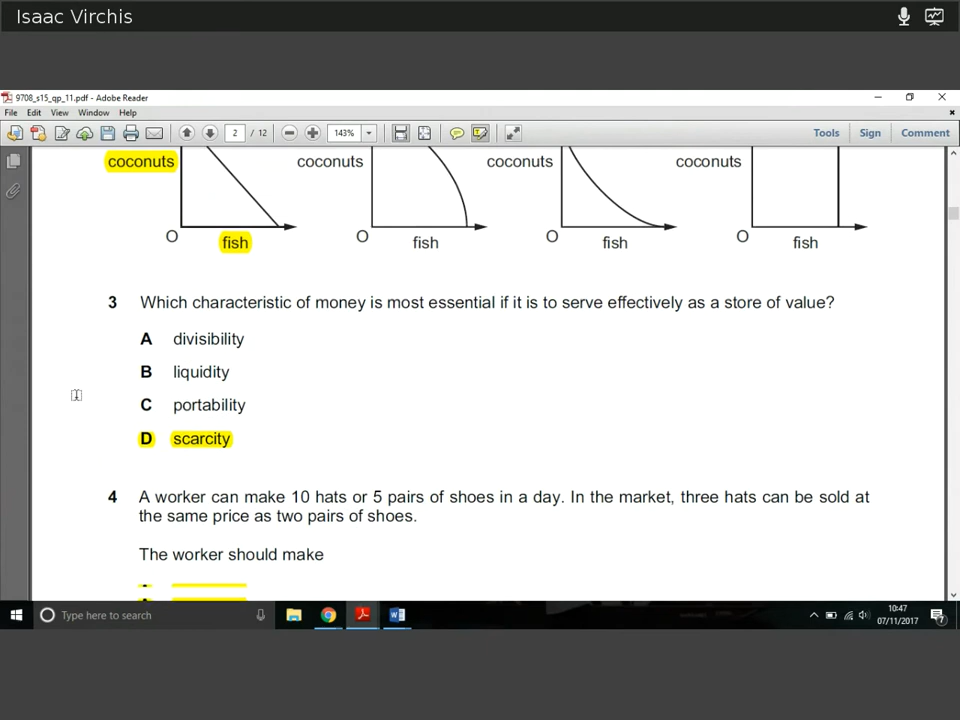 Isaac Virchis
9708_s15_qp_11.pdf - Adobe Reader
File Edit View Window Help
2 / 12 143% Tools Sign Comment
coconuts coconuts coconuts coconuts
O O O O
fish fish fish fish
3 Which characteristic of money is most essential if it is to serve effectively as a store of value?
A divisibility
B liquidity
C portability
D scarcity
4 A worker can make 10 hats or 5 pairs of shoes in a day. In the market, three hats can be sold at
the same price as two pairs of shoes.
The worker should make
Type here to search
10:47
07/11/2017
7